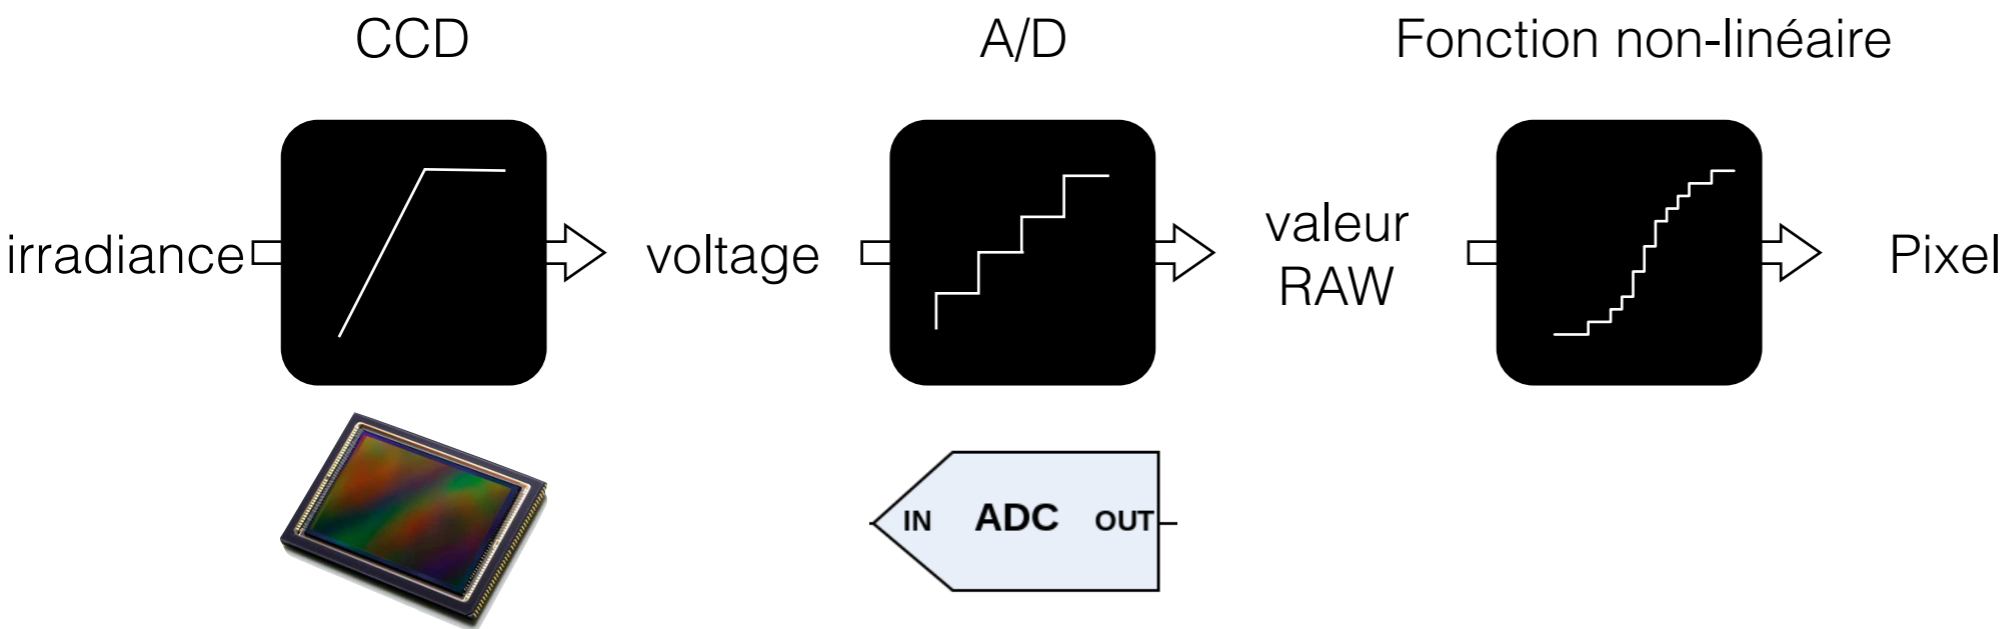 CCD
A/D
Fonction non-linéaire
irradiance
voltage
valeur
RAW
Pixel
IN ADC OUT